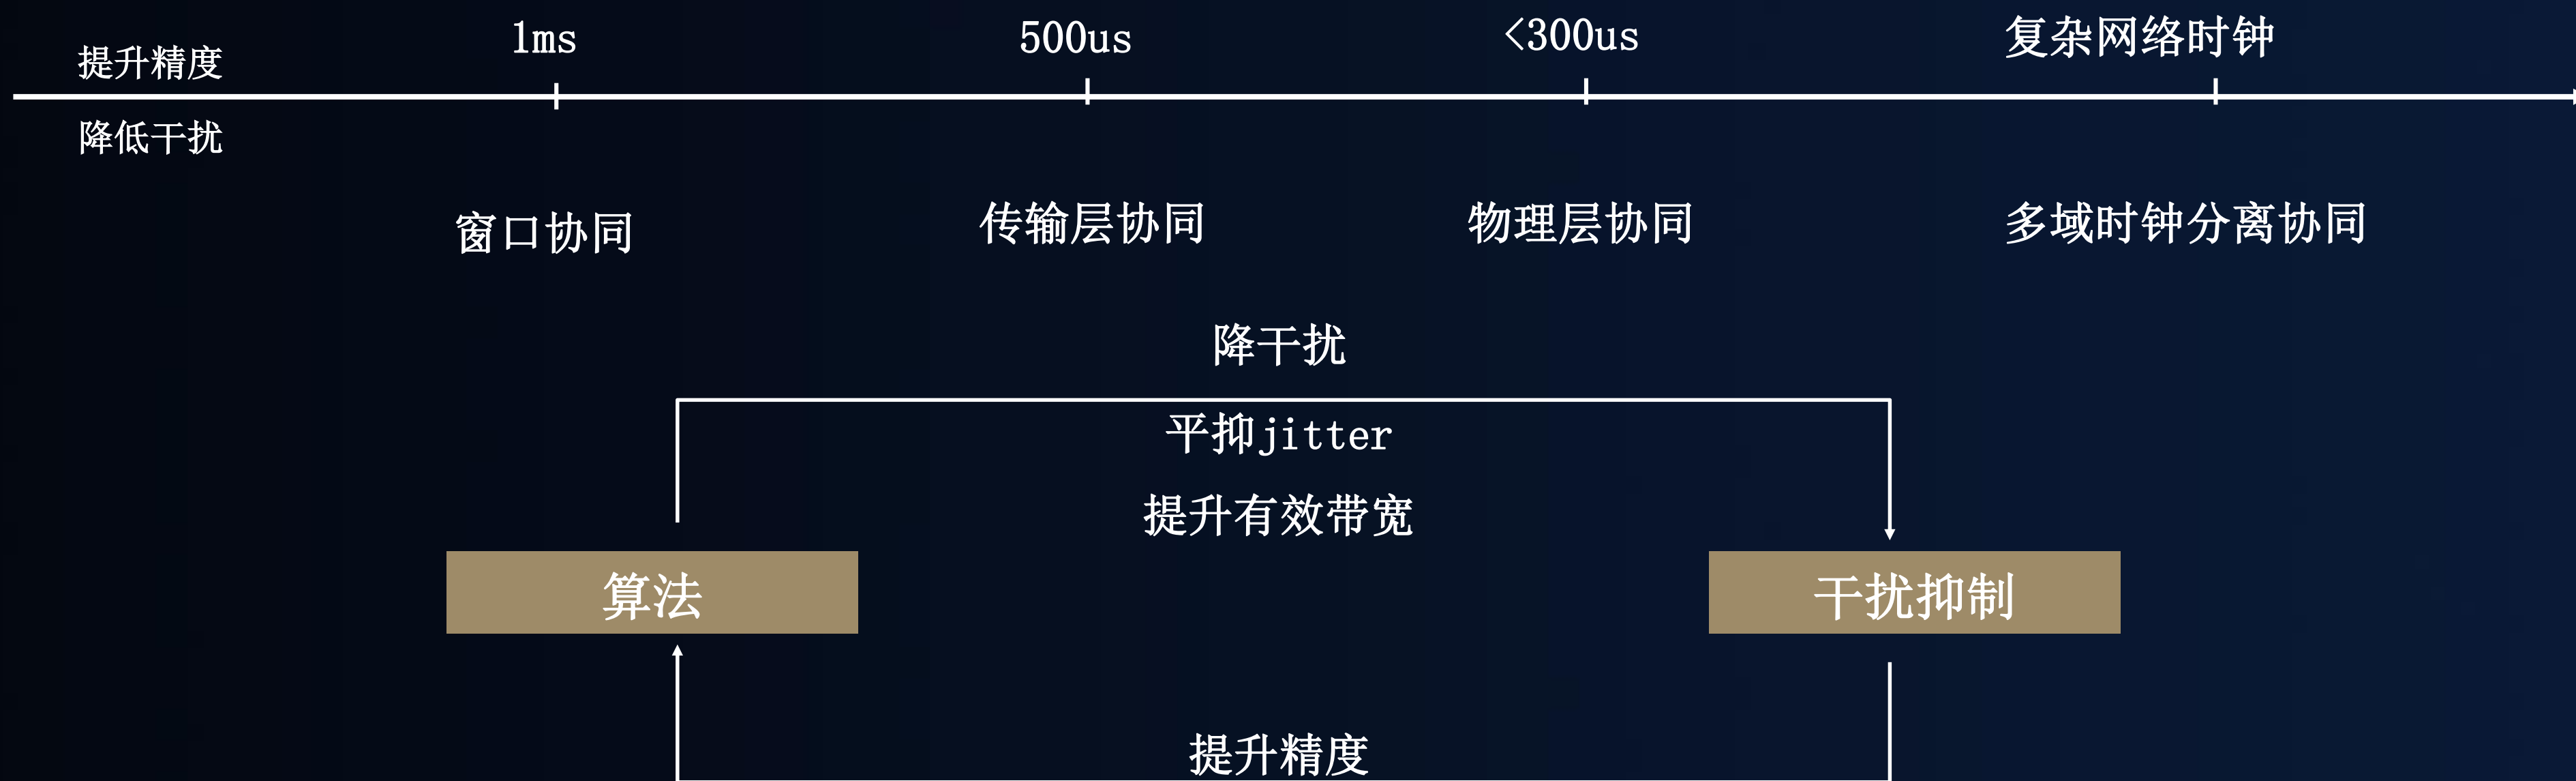 提升精度
1ms
500us
<300us
复杂网络时钟
降低干扰
窗口协同
传输层协同
物理层协同
多域时钟分离协同
降干扰
平抑jitter
提升有效带宽
算法
干扰抑制
提升精度